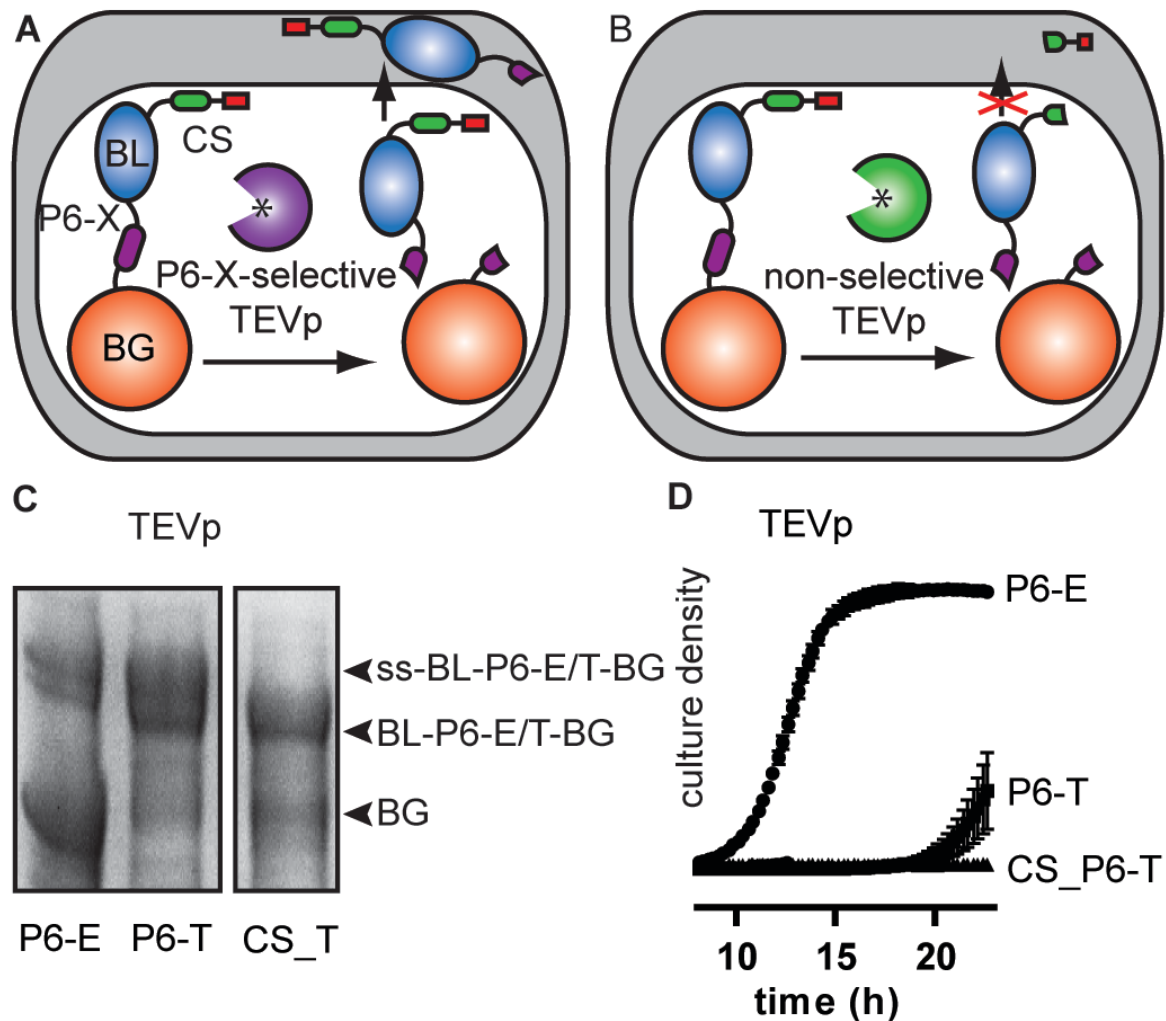 A
BL
CS
P6-X
*
P6-X-selective
TEVp
BG
B
*
non-selective
TEVp
C
TEVp
ss-BL-P6-E/T-BG
BL-P6-E/T-BG
BG
P6-E P6-T CS_T
D
TEVp
culture density
P6-E
P6-T
CS_P6-T
10 15 20
time (h)